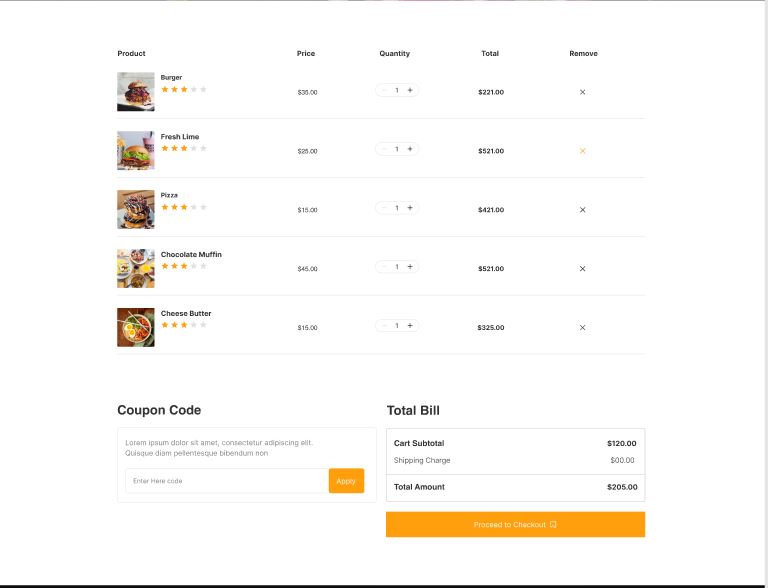 Product Price Quantity Total Remove
Burger
$35.00 1 $221.00
Fresh Lime
$25.00 1 $521.00
Pizza
$15.00 1 $421.00
Chocolate Muffin
$45.00 1 $521.00
Cheese Butter
$15.00 1 $325.00
Coupon Code
Lorem ipsum dolor sit amet, consectetur adipiscing elit.
Quisque diam pellentesque bibendum non
Enter Here code
Apply
Total Bill
Cart Subtotal $120.00
Shipping Charge $00.00
Total Amount $205.00
Proceed to Checkout